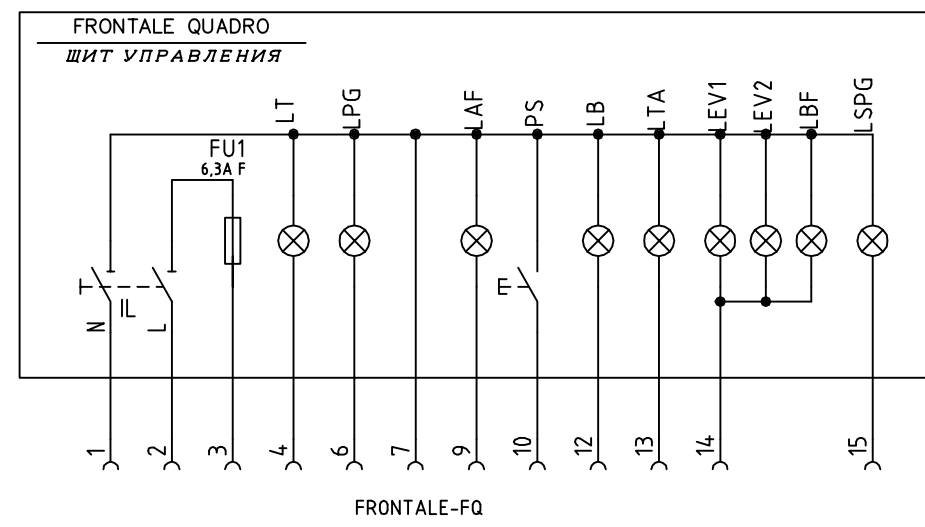 FRONTALE QUADRO
ЩИТ УПРАВЛЕНИЯ
LT
LPG
LAF
PS
LB
LTA
LEV1
LEV2
LBF
LSPG
FU1
6,3A F
IL
N
L
1
2
3
4
6
7
9
10
12
13
14
15
FRONTALE-FQ